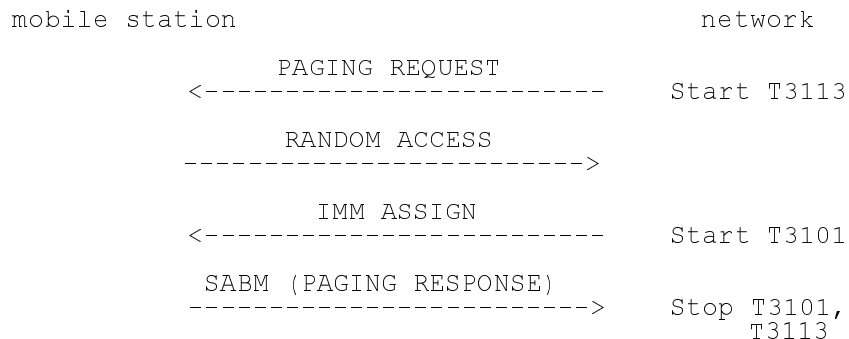 mobile station network
PAGING REQUEST
<------------------------- Start T3113
RANDOM ACCESS
------------------------->
IMM ASSIGN
<------------------------- Start T3101
SABM (PAGING RESPONSE)
-------------------------> Stop T3101,
T3113